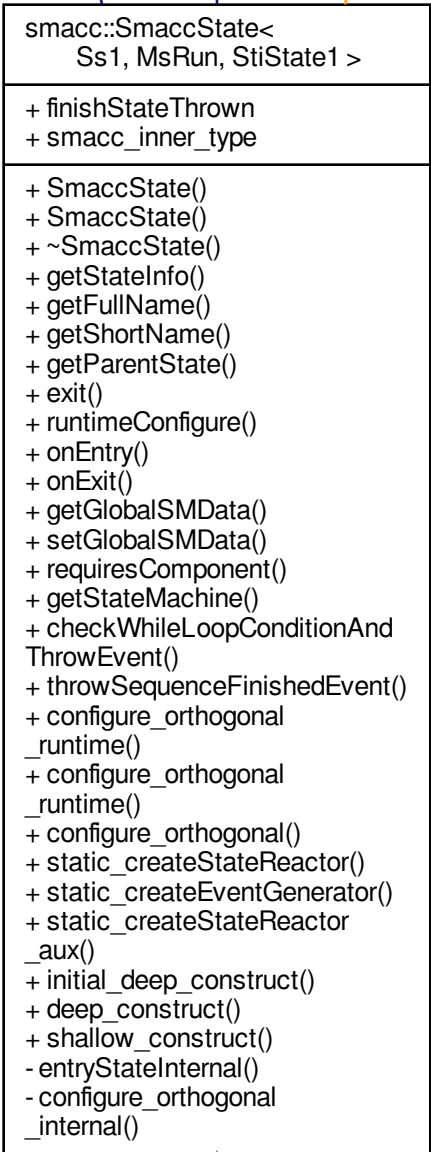 smacc::SmaccState<
Ss1, MsRun, StiState1 >
+ finishStateThrown
+ smacc_inner_type
+ SmaccState()
+ SmaccState()
+ ~SmaccState()
+ getStateInfo()
+ getFullName()
+ getShortName()
+ getParentState()
+ exit()
+ runtimeConfigure()
+ onEntry()
+ onExit()
+ getGlobalSMData()
+ setGlobalSMData()
+ requiresComponent()
+ getStateMachine()
+ checkWhileLoopConditionAnd
ThrowEvent()
+ throwSequenceFinishedEvent()
+ configure_orthogonal
_runtime()
+ configure_orthogonal
_runtime()
+ configure_orthogonal()
+ static_createStateReactor()
+ static_createEventGenerator()
+ static_createStateReactor
_aux()
+ initial_deep_construct()
+ deep_construct()
+ shallow_construct()
- entryStateInternal()
- configure_orthogonal
_internal()